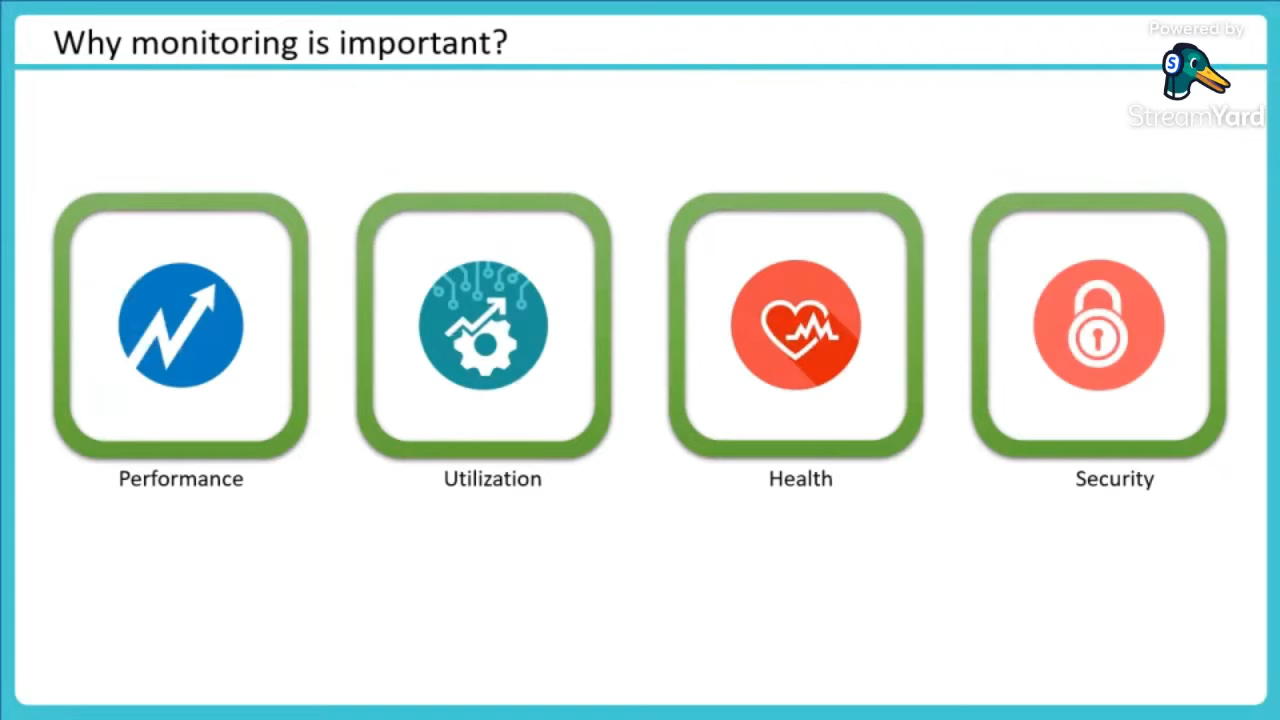 Why monitoring is important?
Powered by
S
StreamYard
Performance
Utilization
Health
Security